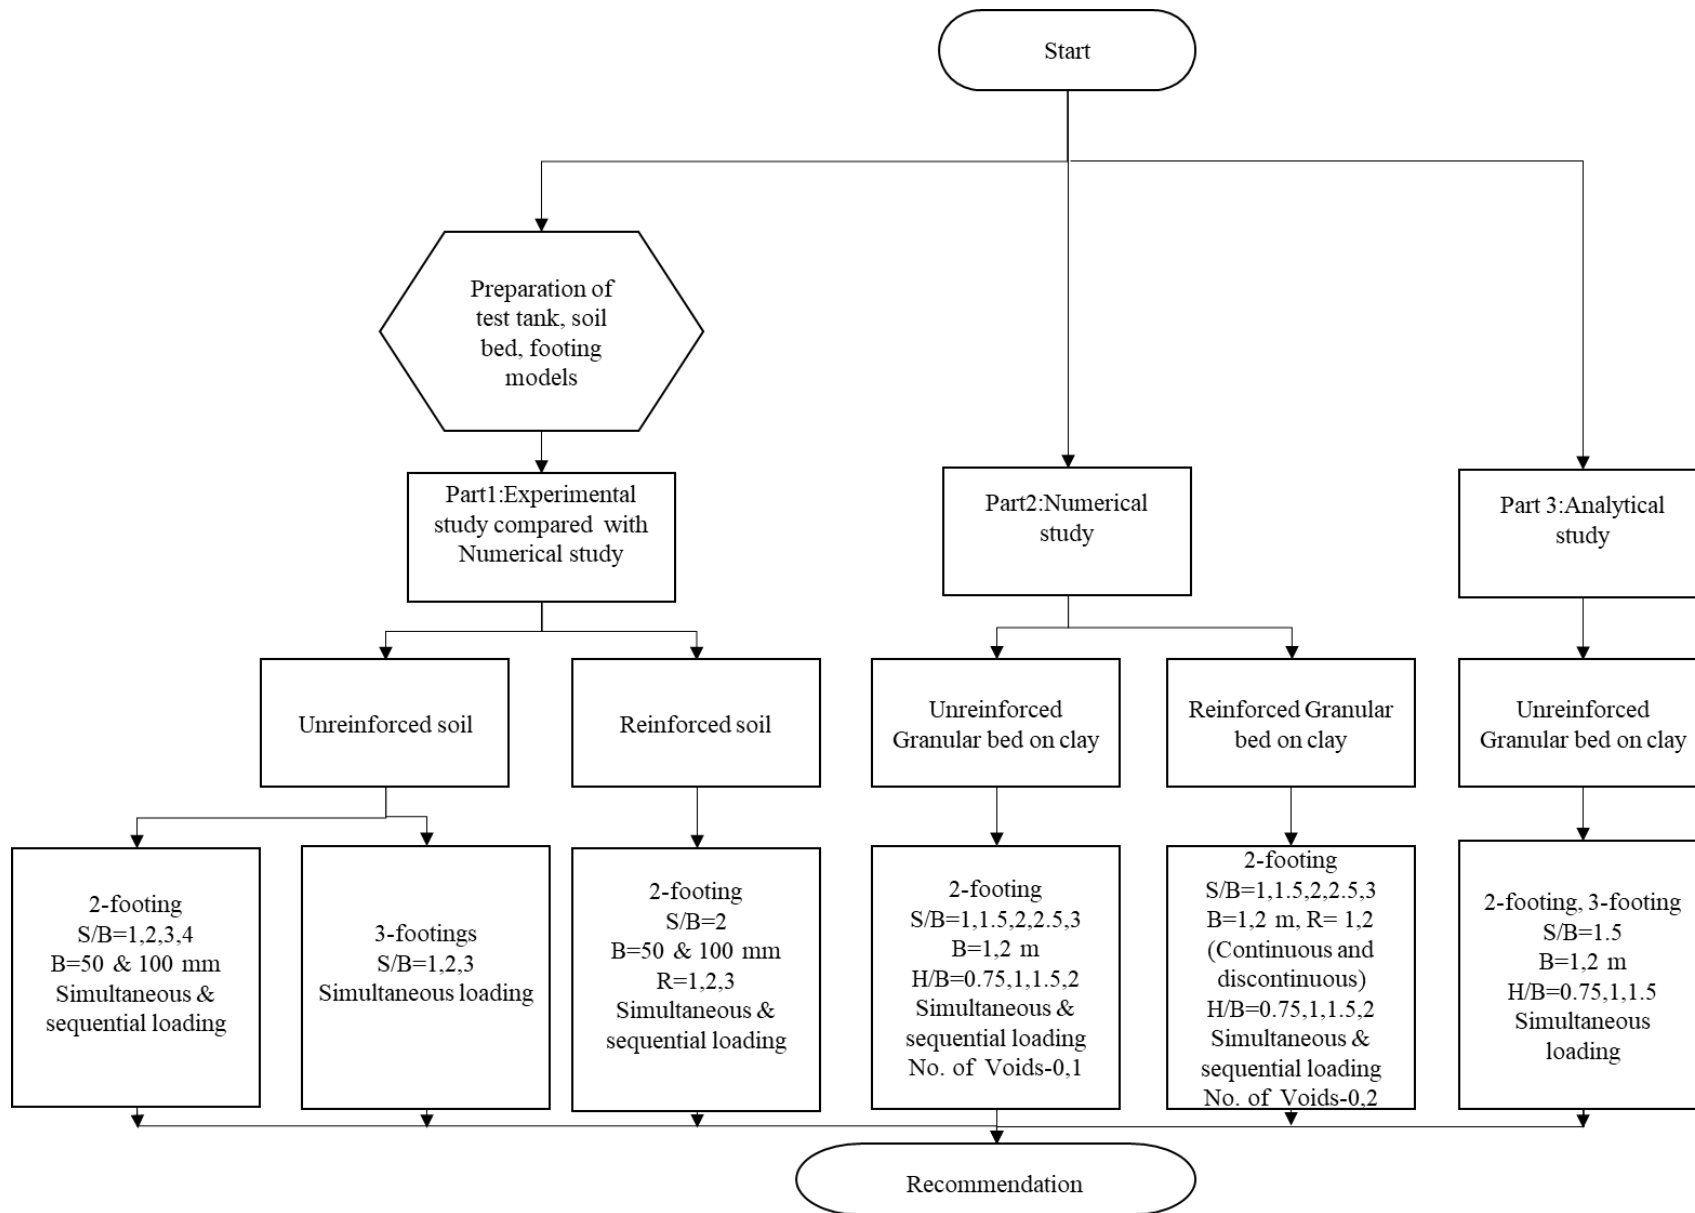 Start
Preparation of
test tank, soil
bed, footing
models
Part1:Experimental
study compared with
Numerical study
Part2:Numerical
study
Part 3:Analytical
study
Unreinforced soil
Reinforced soil
Unreinforced
Granular bed on clay
Reinforced Granular
bed on clay
Unreinforced
Granular bed on clay
2-footing
S/B=1,2,3,4
B=50 & 100 mm
Simultaneous &
sequential loading
3-footings
S/B=1,2,3
Simultaneous loading
2-footing
S/B=2
B=50 & 100 mm
R=1,2,3
Simultaneous &
sequential loading
2-footing
S/B=1,1.5,2,2.5,3
B=1,2 m
H/B=0.75,1,1.5,2
Simultaneous &
sequential loading
No. of Voids-0,1
2-footing
S/B=1,1.5,2,2.5,3
B=1,2 m, R= 1,2
(Continuous and
discontinuous)
H/B=0.75,1,1.5,2
Simultaneous &
sequential loading
No. of Voids-0,2
2-footing, 3-footing
S/B=1.5
B=1,2 m
H/B=0.75,1,1.5
Simultaneous
loading
Recommendation